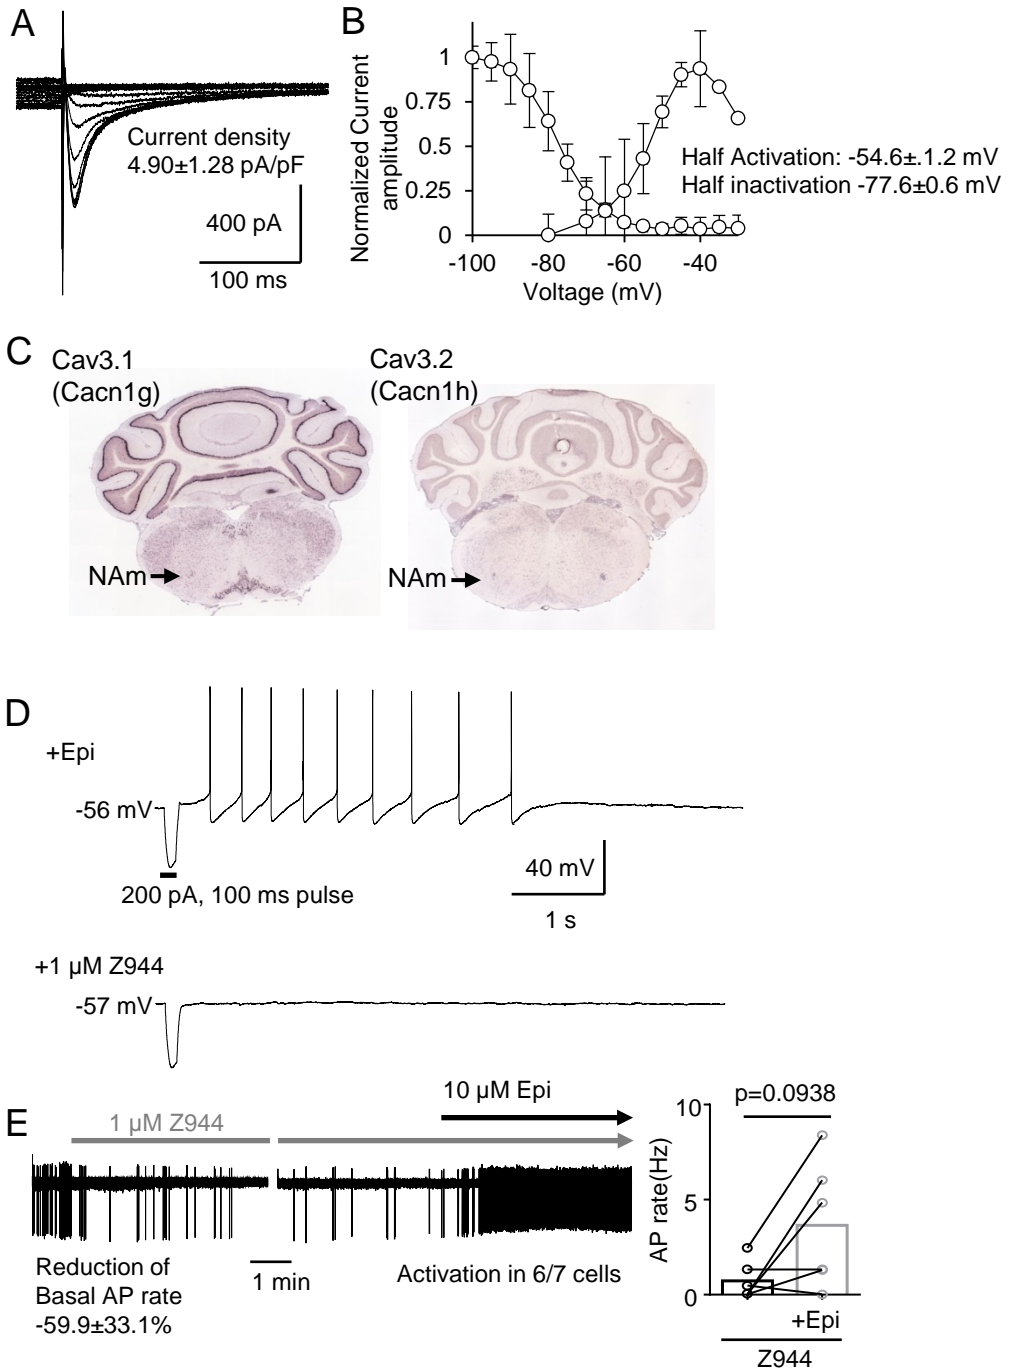 A
Current density
4.90±1.28 pA/pF
400 pA
100 ms
B
Normalized Current
amplitude
1
0.75
0.5
0.25
0
-100
-80
-60
-40
Voltage (mV)
Half Activation: -54.6±.1.2 mV
Half inactivation -77.6±0.6 mV
C
Cav3.1
(Cacn1g)
NAm
Cav3.2
(Cacn1h)
NAm
D
+Epi
-56 mV
200 pA, 100 ms pulse
40 mV
1 s
+1 µM Z944
-57 mV
E
1 µM Z944
10 µM Epi
Reduction of
Basal AP rate
-59.9±33.1%
1 min
Activation in 6/7 cells
p=0.0938
AP rate(Hz)
10
5
0
+Epi
Z944